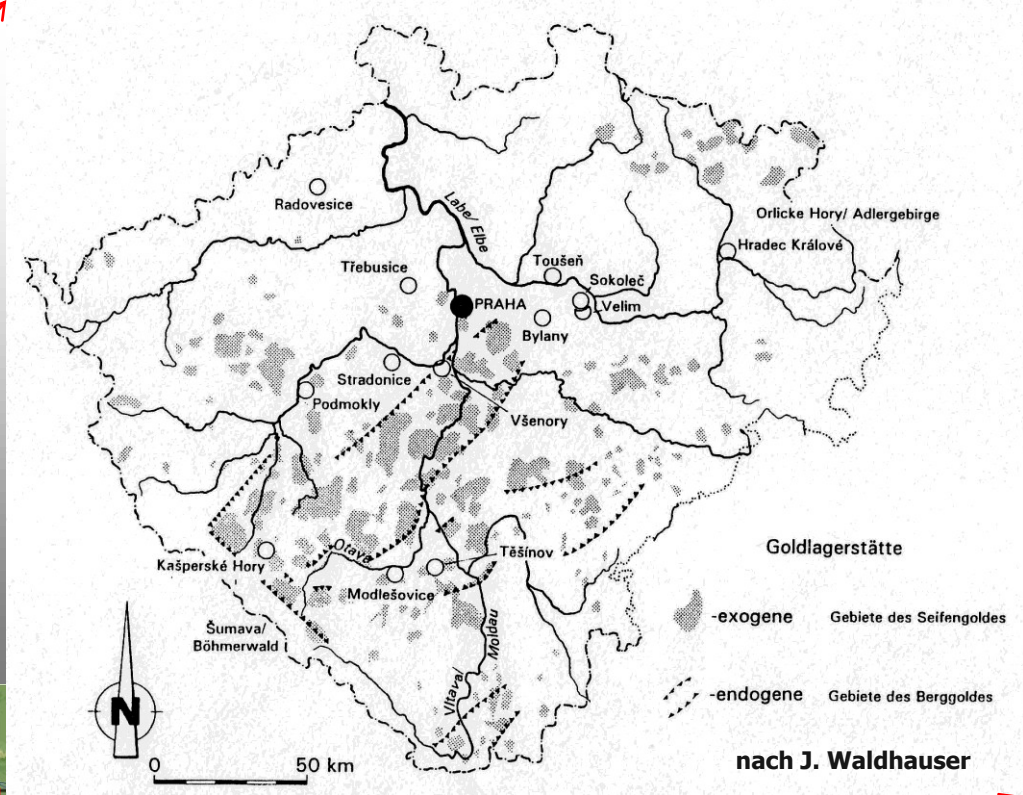 Radovesice
Labe/ Elbe
Orlicke Hory/ Adlergebirge
Hradec Králové
Třebusice
Toušeň
Sokoleč
PRAHA
Velim
Bylany
Stradonice
Podmokly
Všenory
Goldlagerstätte
Otava
Těšínov
Kašperské Hory
Modlešovice
-exogene Gebiete des Seifengoldes
Šumava/
Böhmerwald
Vltava/
Moldau
-endogene Gebiete des Berggoldes
N
nach J. Waldhauser
0 50 km